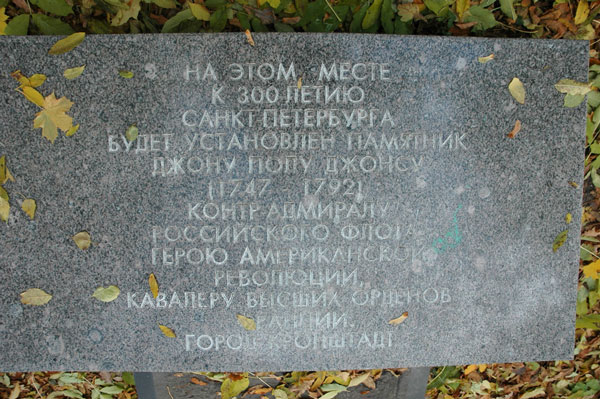 НА ЭТОМ МЕСТЕ
К 300-ЛЕТИЮ
САНКТ-ПЕТЕРБУРГА
БУДЕТ УСТАНОВЛЕН ПАМЯТНИК
ДЖОНУ ПОЛУ ДЖОНСУ
(1747 - 1792)
КОНТР-АДМИРАЛУ
РОССИЙСКОГО ФЛОТА,
ГЕРОЮ АМЕРИКАНСКОЙ
РЕВОЛЮЦИИ,
КАВАЛЕРУ ВЫСШИХ ОРДЕНОВ
ФРАНЦИИ.
ГОРОД КРОНШТАДТ